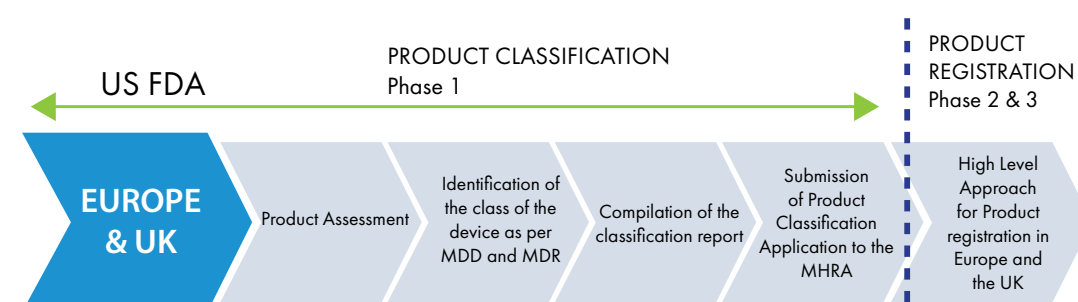 US FDA
PRODUCT CLASSIFICATION
Phase 1
PRODUCT
REGISTRATION
Phase 2 & 3
EUROPE
& UK
Product Assessment
Identification of
the class of the
device as per
MDD and MDR
Compilation of the
classification report
Submission
of Product
Classification
Application to the
MHRA
High Level
Approach
for Product
registration in
Europe and
the UK